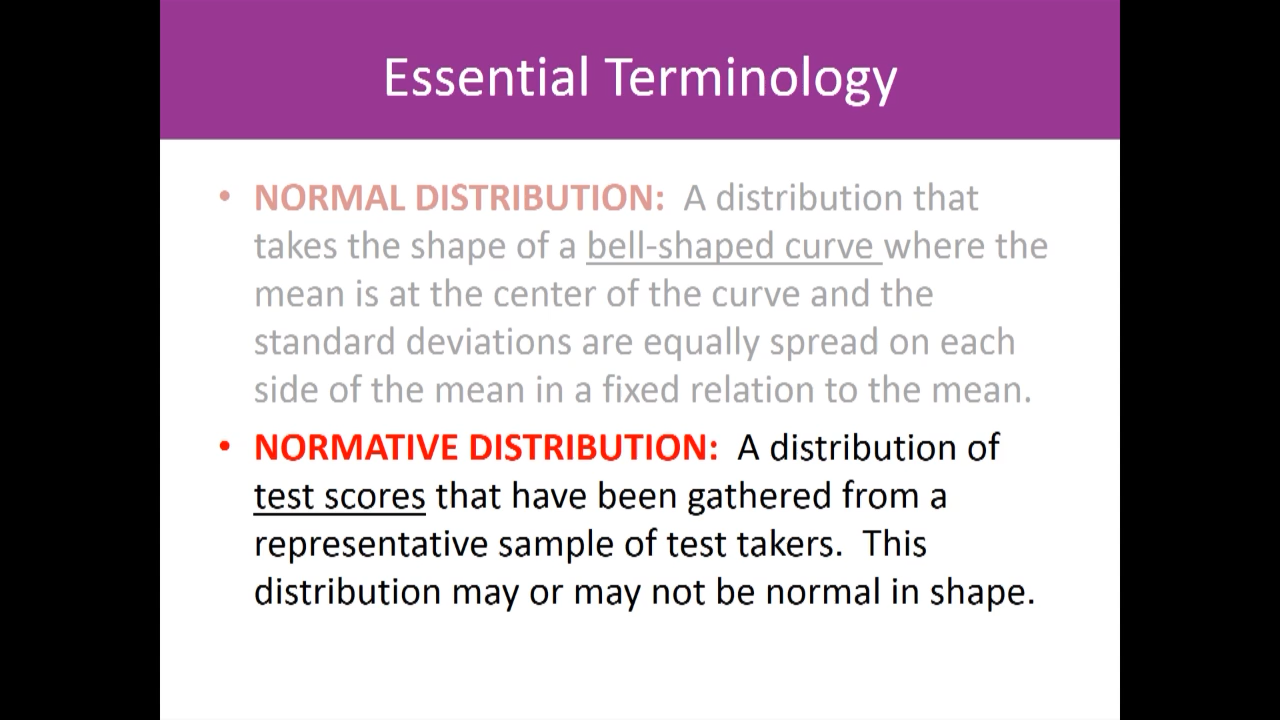 Essential Terminology
• NORMAL DISTRIBUTION: A distribution that
takes the shape of a bell-shaped curve where the
mean is at the center of the curve and the
standard deviations are equally spread on each
side of the mean in a fixed relation to the mean.
• NORMATIVE DISTRIBUTION: A distribution of
test scores that have been gathered from a
representative sample of test takers. This
distribution may or may not be normal in shape.